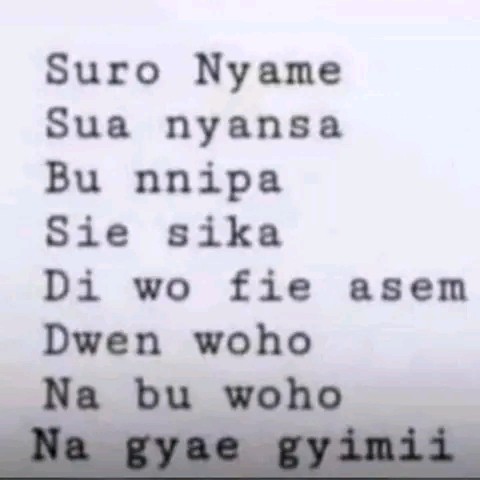 Suro Nyame
Sua nyansa
Bu nnipa
Sie sika
Di wo fie asem
Dwen woho
Na bu woho
Na gyae gyimii